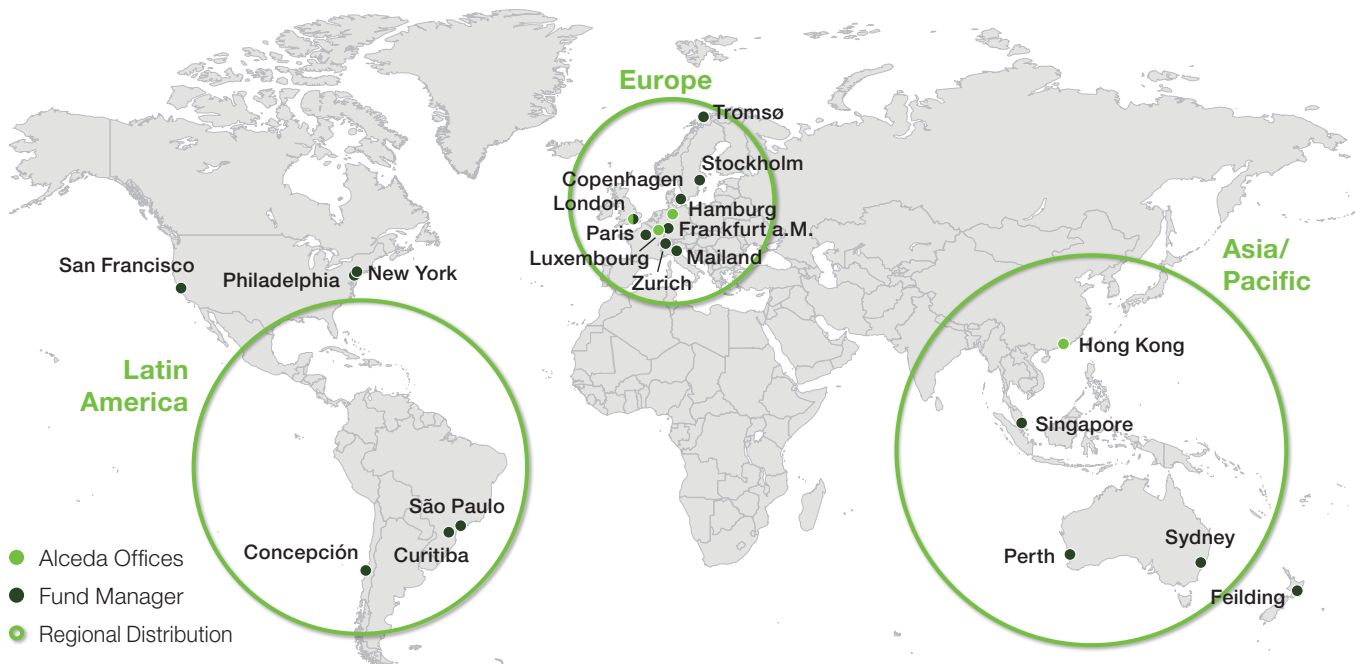 Europe
Tromsø
Stockholm
Copenhagen
London
Hamburg
Paris
Frankfurt a.M.
Luxembourg
Mailand
Zurich
San Francisco
Philadelphia
New York
Asia/
Pacific
Hong Kong
Singapore
Perth
Sydney
Feilding
Latin
America
São Paulo
Curitiba
Concepción
Alceda Offices
Fund Manager
Regional Distribution